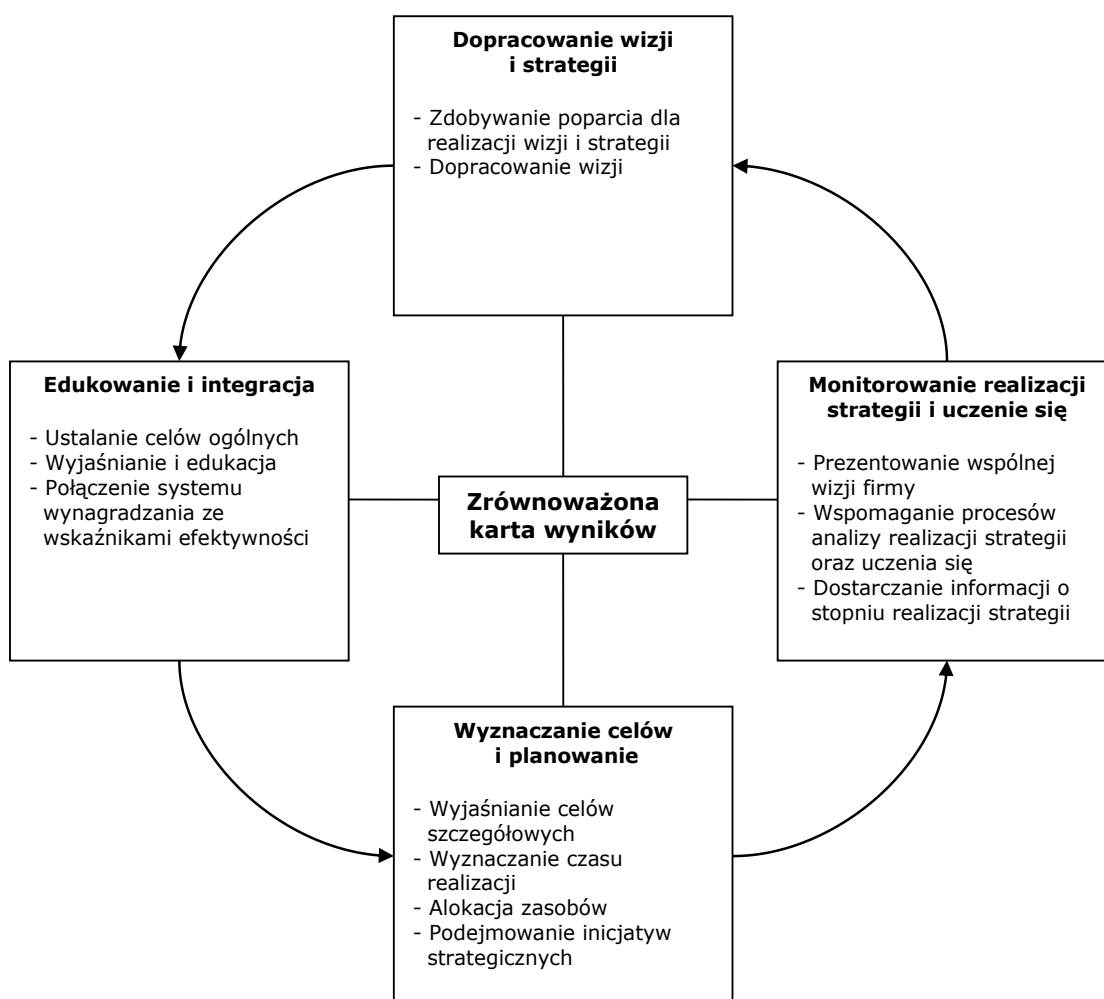 Dopracowanie wizji
i strategii
- Zdobywanie poparcia dla
realizacji wizji i strategii
- Dopracowanie wizji
Edukowanie i integracja
- Ustalanie celów ogólnych
- Wyjaśnianie i edukacja
- Połączenie systemu
wynagradzania ze
wskaźnikami efektywności
Zrównoważona
karta wyników
Monitorowanie realizacji
strategii i uczenie się
- Prezentowanie wspólnej
wizji firmy
- Wspomaganie procesów
analizy realizacji strategii
oraz uczenia się
- Dostarczanie informacji o
stopniu realizacji strategii
Wyznaczanie celów
i planowanie
- Wyjaśnianie celów
szczegółowych
- Wyznaczanie czasu
realizacji
- Alokacja zasobów
- Podejmowanie inicjatyw
strategicznych